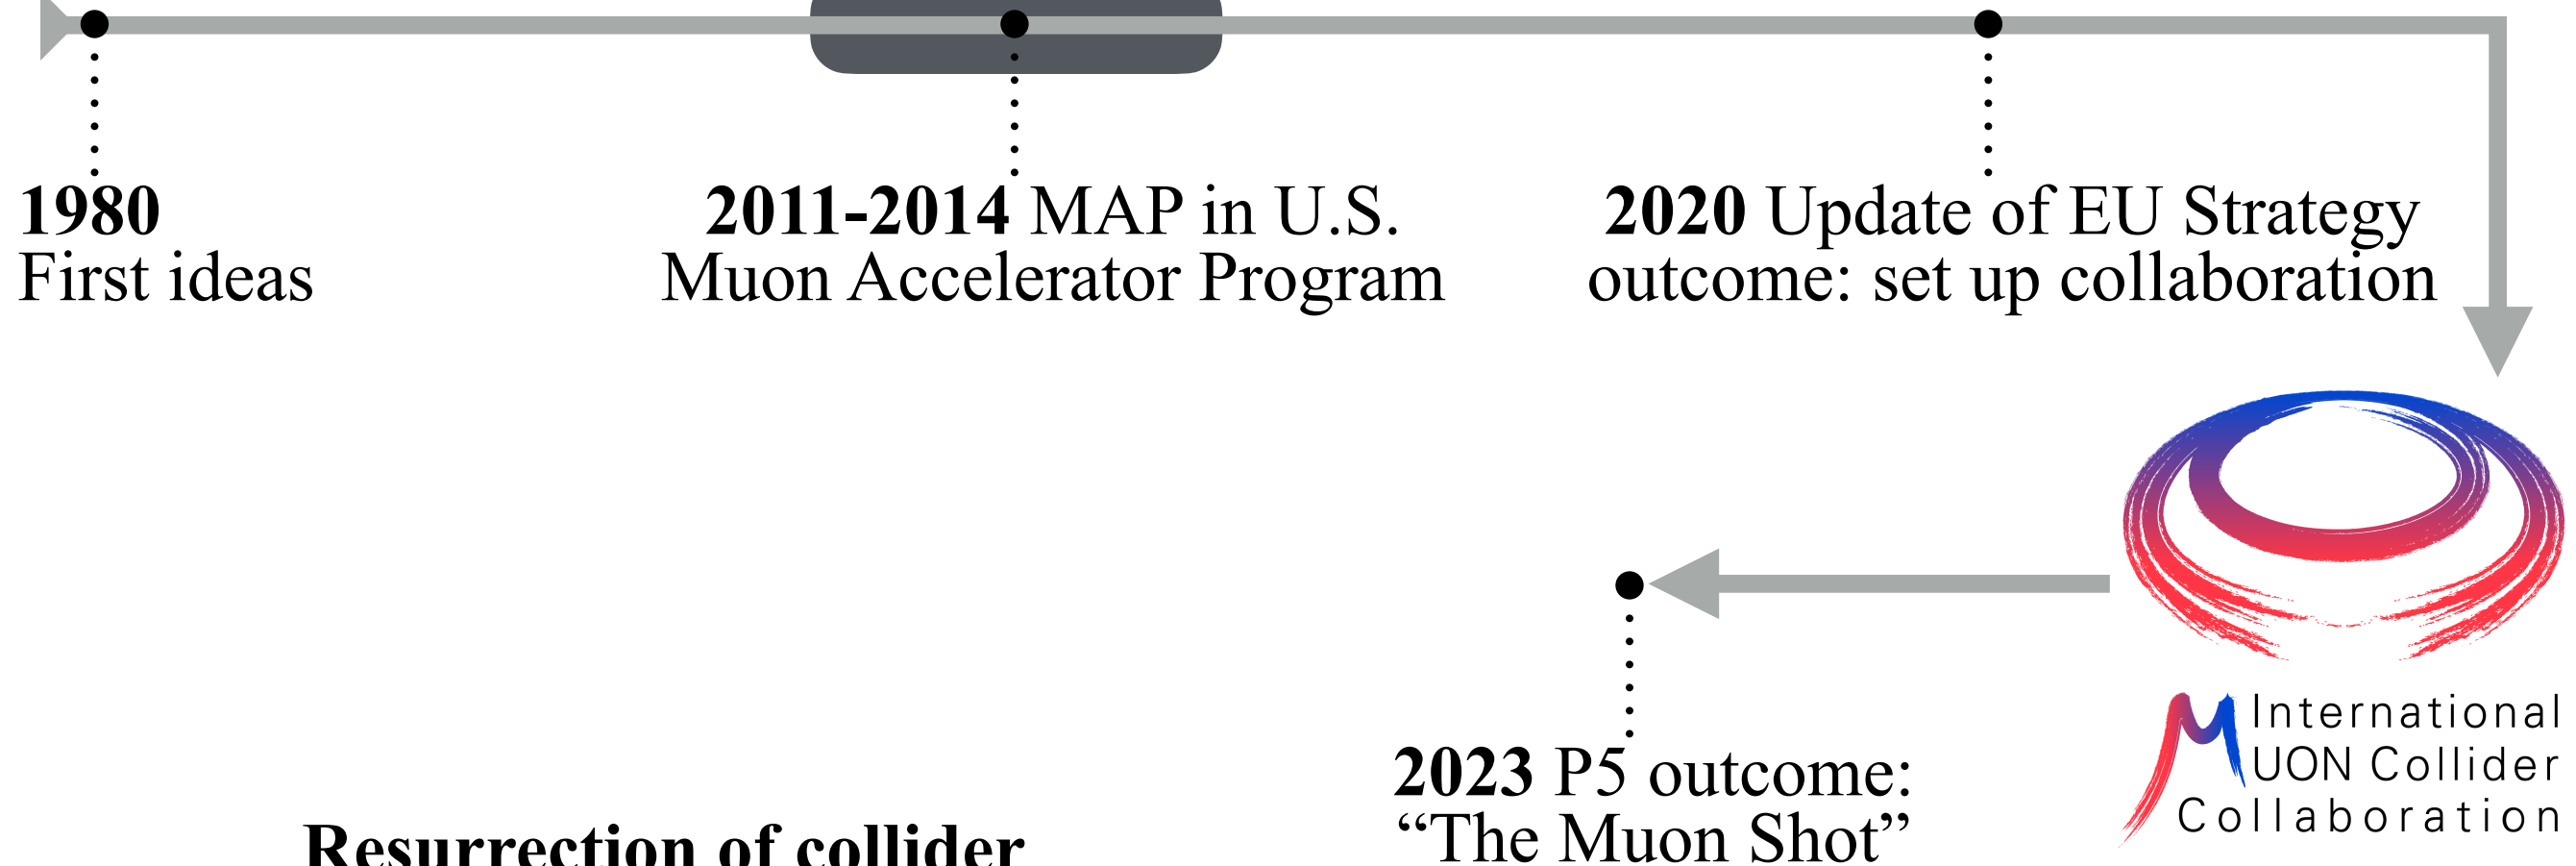 1980
First ideas
2011-2014 MAP in U.S.
Muon Accelerator Program
2020 Update of EU Strategy
outcome: set up collaboration
International
MUON Collider
Collaboration
2023 P5 outcome:
“The Muon Shot”
Resurrection of collider